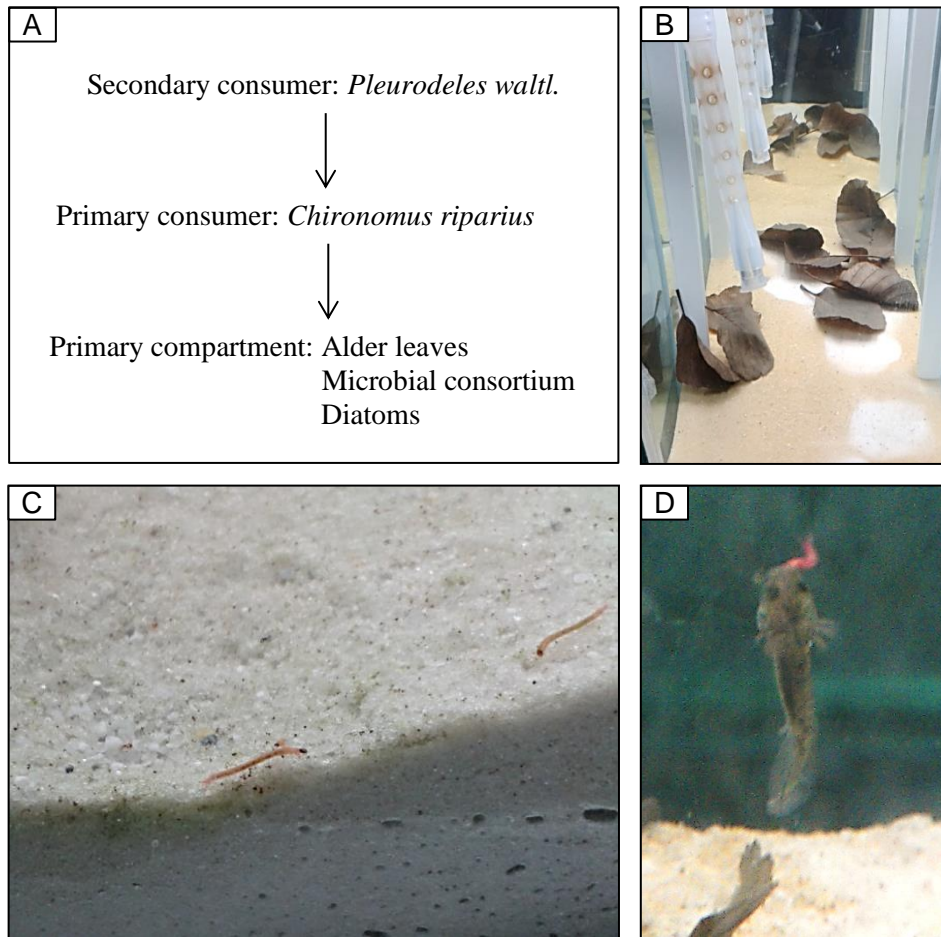 A
Secondary consumer: Pleurodeles waltl.
Primary consumer: Chironomus riparius
Primary compartment: Alder leaves
Microbial consortium
Diatoms
B
C
D